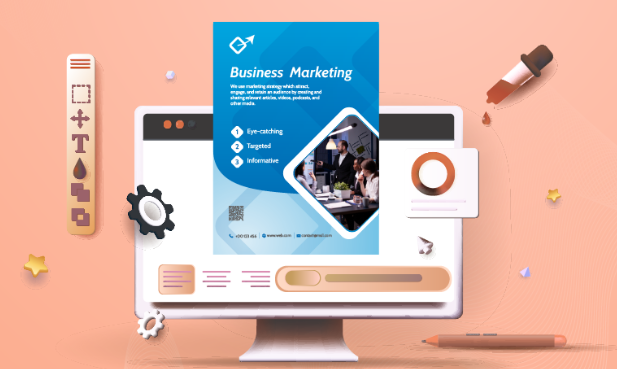 Business Marketing
We use marketing strategy which attract,
engage, and retain an audience by creating and
sharing relevant articles, videos, podcasts, and
other media.
1 Eye-catching
2 Targeted
3 Informative
T